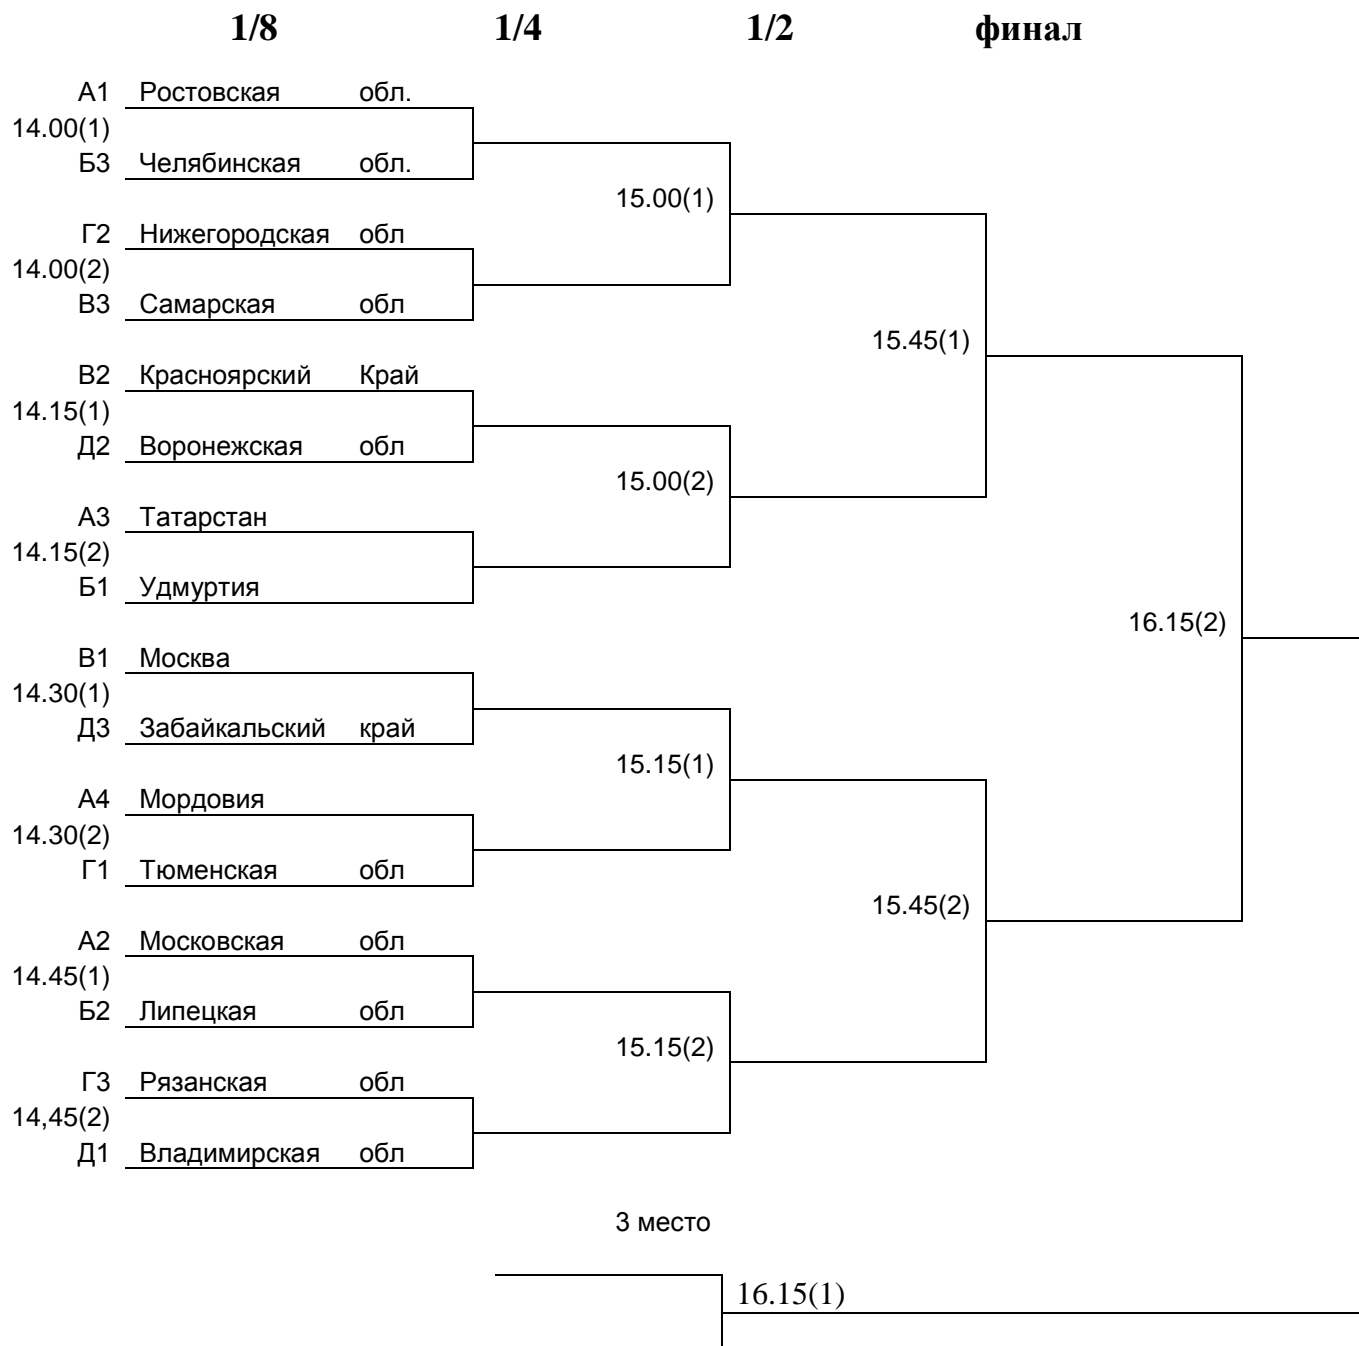 1/8 1/4 1/2 финал
А1 Ростовская обл.
14.00(1)
Б3 Челябинская обл.
15.00(1)
Г2 Нижегородская обл
14.00(2)
В3 Самарская обл
15.45(1)
В2 Красноярский Край
14.15(1)
Д2 Воронежская обл
15.00(2)
А3 Татарстан
14.15(2)
Б1 Удмуртия
16.15(2)
В1 Москва
14.30(1)
Д3 Забайкальский край
15.15(1)
А4 Мордовия
14.30(2)
Г1 Тюменская обл
15.45(2)
А2 Московская обл
14.45(1)
Б2 Липецкая обл
15.15(2)
Г3 Рязанская обл
14,45(2)
Д1 Владимирская обл
3 место
16.15(1)